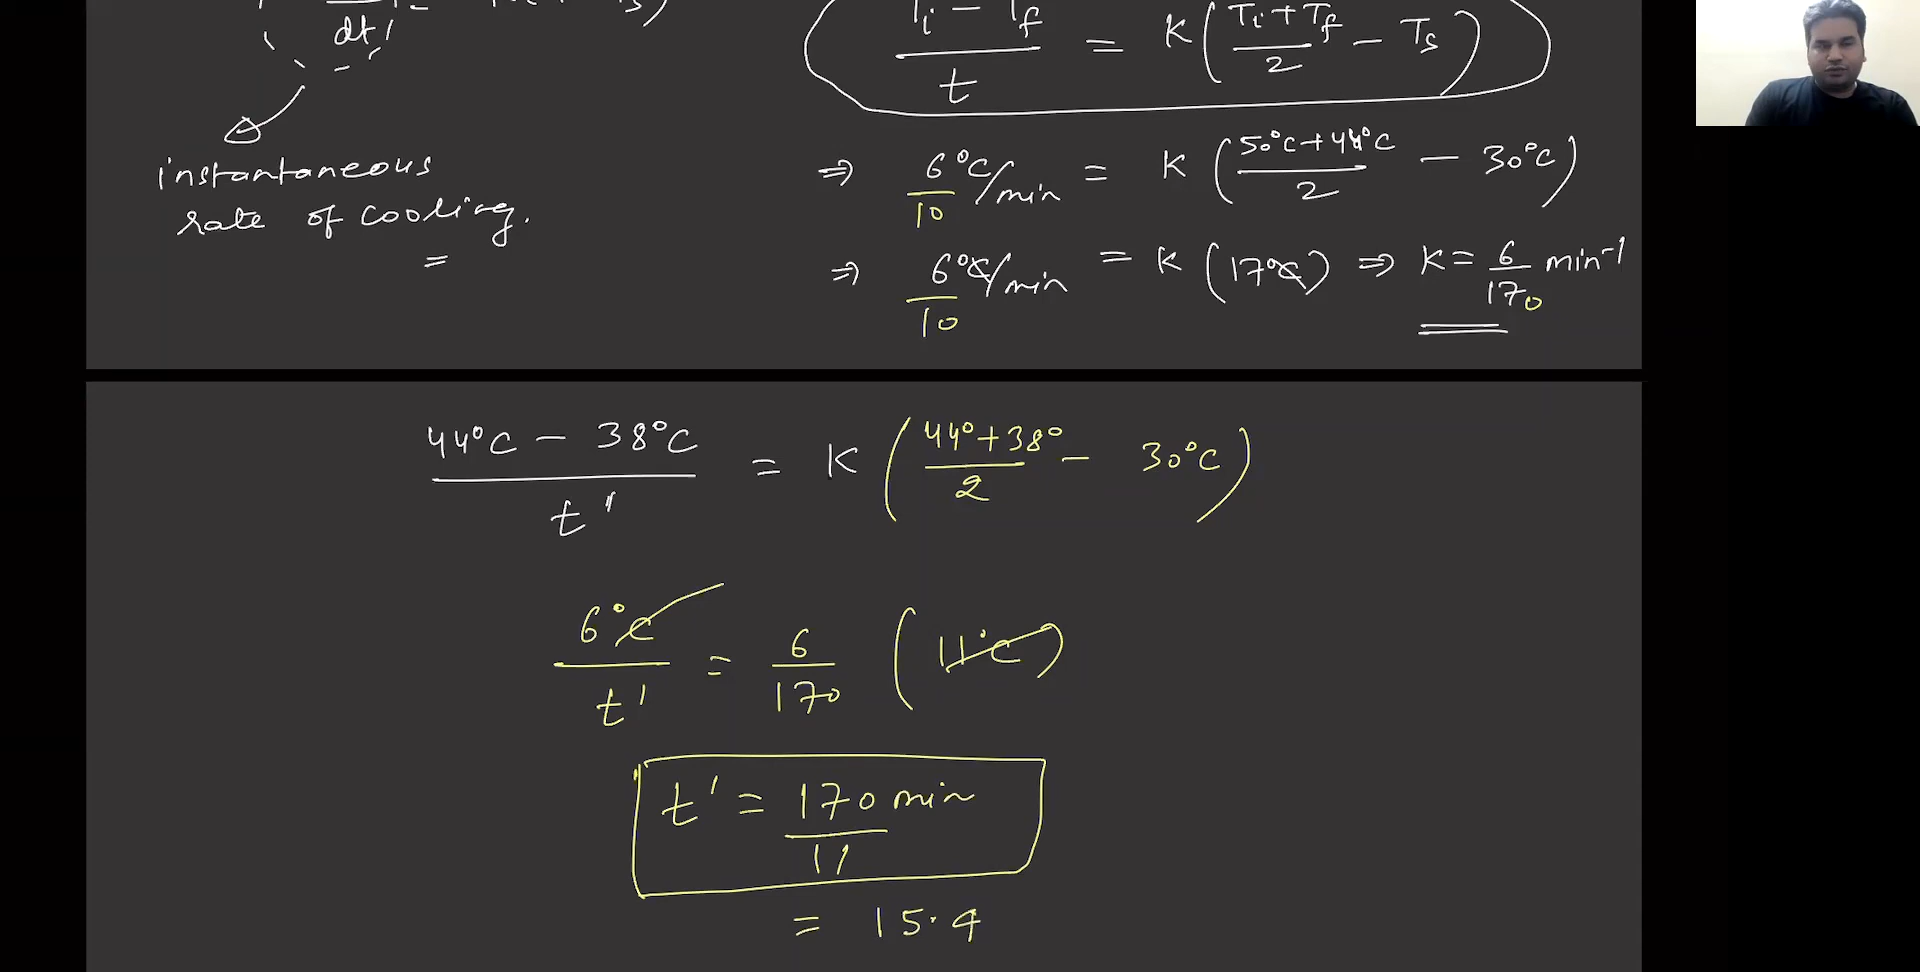 dt
instantaneous
rate of cooling.
=
(Ti - Tf)/t = K((Ti + Tf)/2 - Ts)
⇒ 6°C/10 /min = K((50°C + 44°C)/2 - 30°C)
⇒ 6°C/10 /min = K(17°C) ⇒ K = 6/170 min⁻¹
(44°C - 38°C)/t' = K((44° + 38°)/2 - 30°C)
6°C/t' = 6/170 (11°C)
t' = 170/11 min
= 15.4